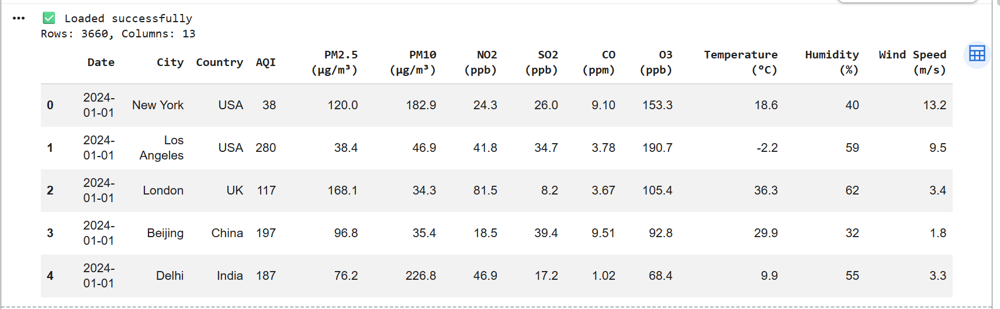 ✅ Loaded successfully
Rows: 3660, Columns: 13
Date City Country AQI PM2.5 (µg/m³) PM10 (µg/m³) NO2 (ppb) SO2 (ppb) CO (ppm) O3 (ppb) Temperature (°C) Humidity (%) Wind Speed (m/s)
0 2024-01-01 New York USA 38 120.0 182.9 24.3 26.0 9.10 153.3 18.6 40 13.2
1 2024-01-01 Los Angeles USA 280 38.4 46.9 41.8 34.7 3.78 190.7 -2.2 59 9.5
2 2024-01-01 London UK 117 168.1 34.3 81.5 8.2 3.67 105.4 36.3 62 3.4
3 2024-01-01 Beijing China 197 96.8 35.4 18.5 39.4 9.51 92.8 29.9 32 1.8
4 2024-01-01 Delhi India 187 76.2 226.8 46.9 17.2 1.02 68.4 9.9 55 3.3